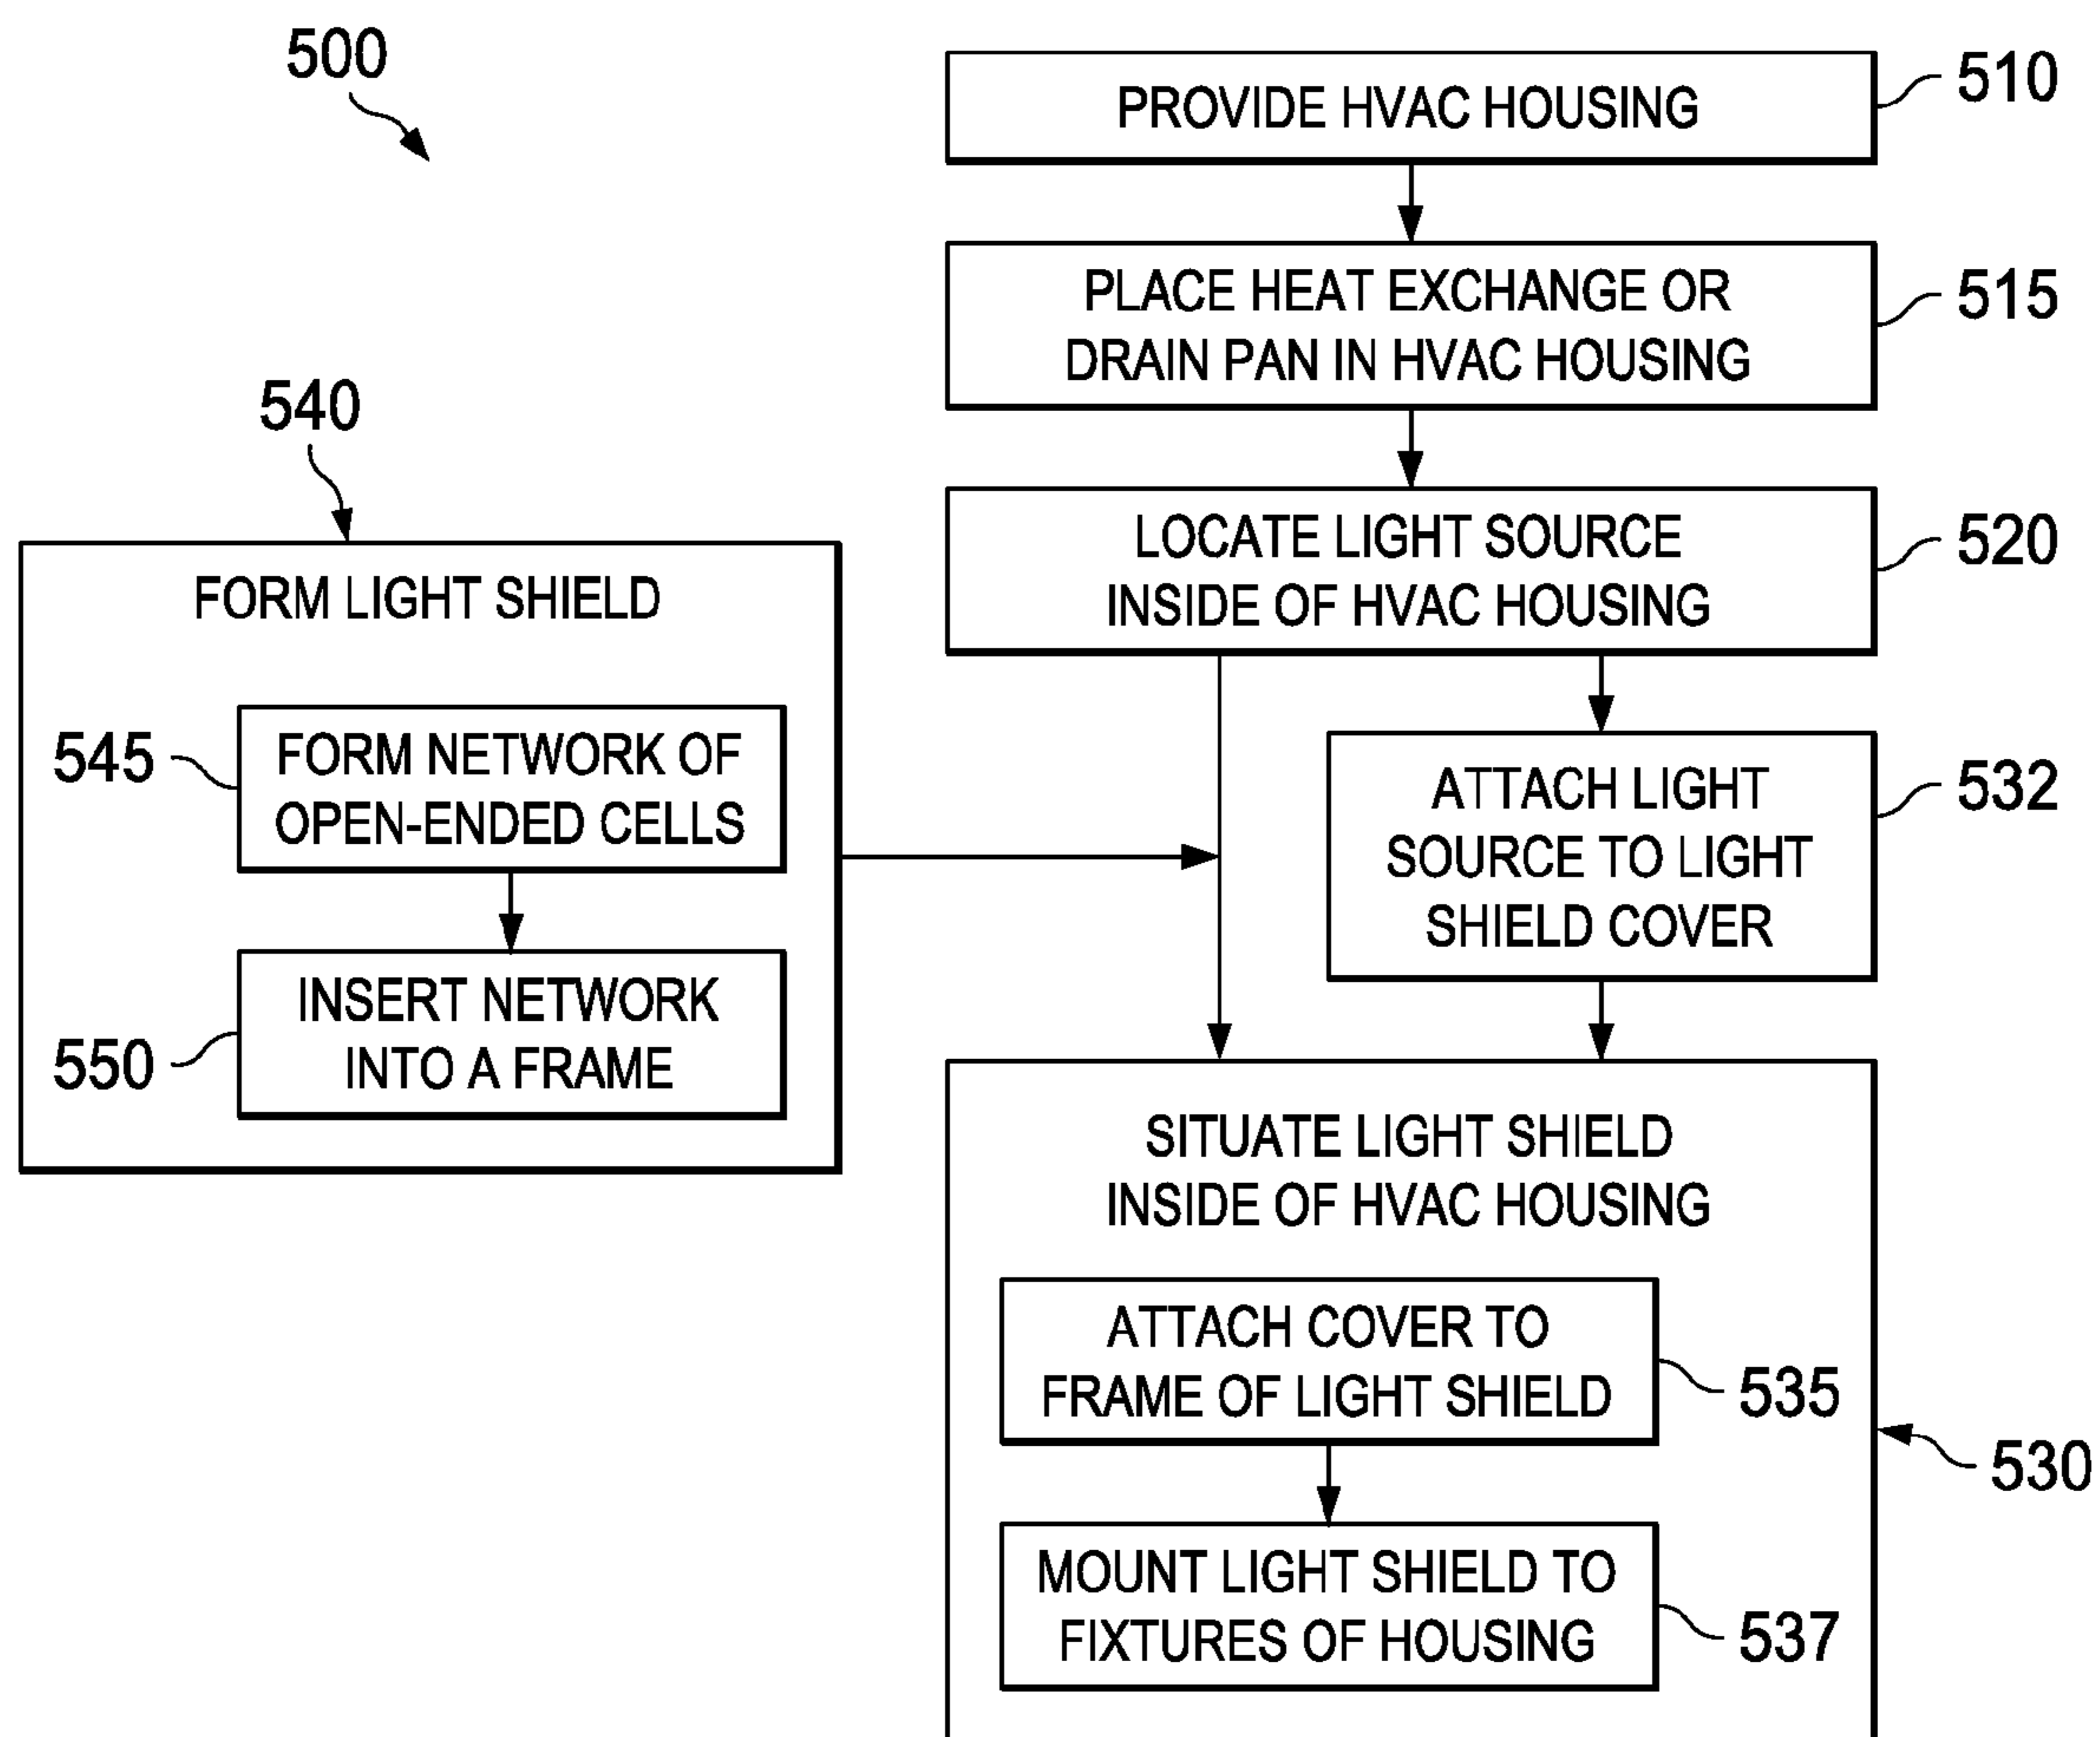 500
PROVIDE HVAC HOUSING
510
PLACE HEAT EXCHANGE OR
DRAIN PAN IN HVAC HOUSING
515
LOCATE LIGHT SOURCE
INSIDE OF HVAC HOUSING
520
540
FORM LIGHT SHIELD
545
FORM NETWORK OF
OPEN-ENDED CELLS
550
INSERT NETWORK
INTO A FRAME
ATTACH LIGHT
SOURCE TO LIGHT
SHIELD COVER
532
SITUATE LIGHT SHIELD
INSIDE OF HVAC HOUSING
ATTACH COVER TO
FRAME OF LIGHT SHIELD
535
530
MOUNT LIGHT SHIELD TO
FIXTURES OF HOUSING
537